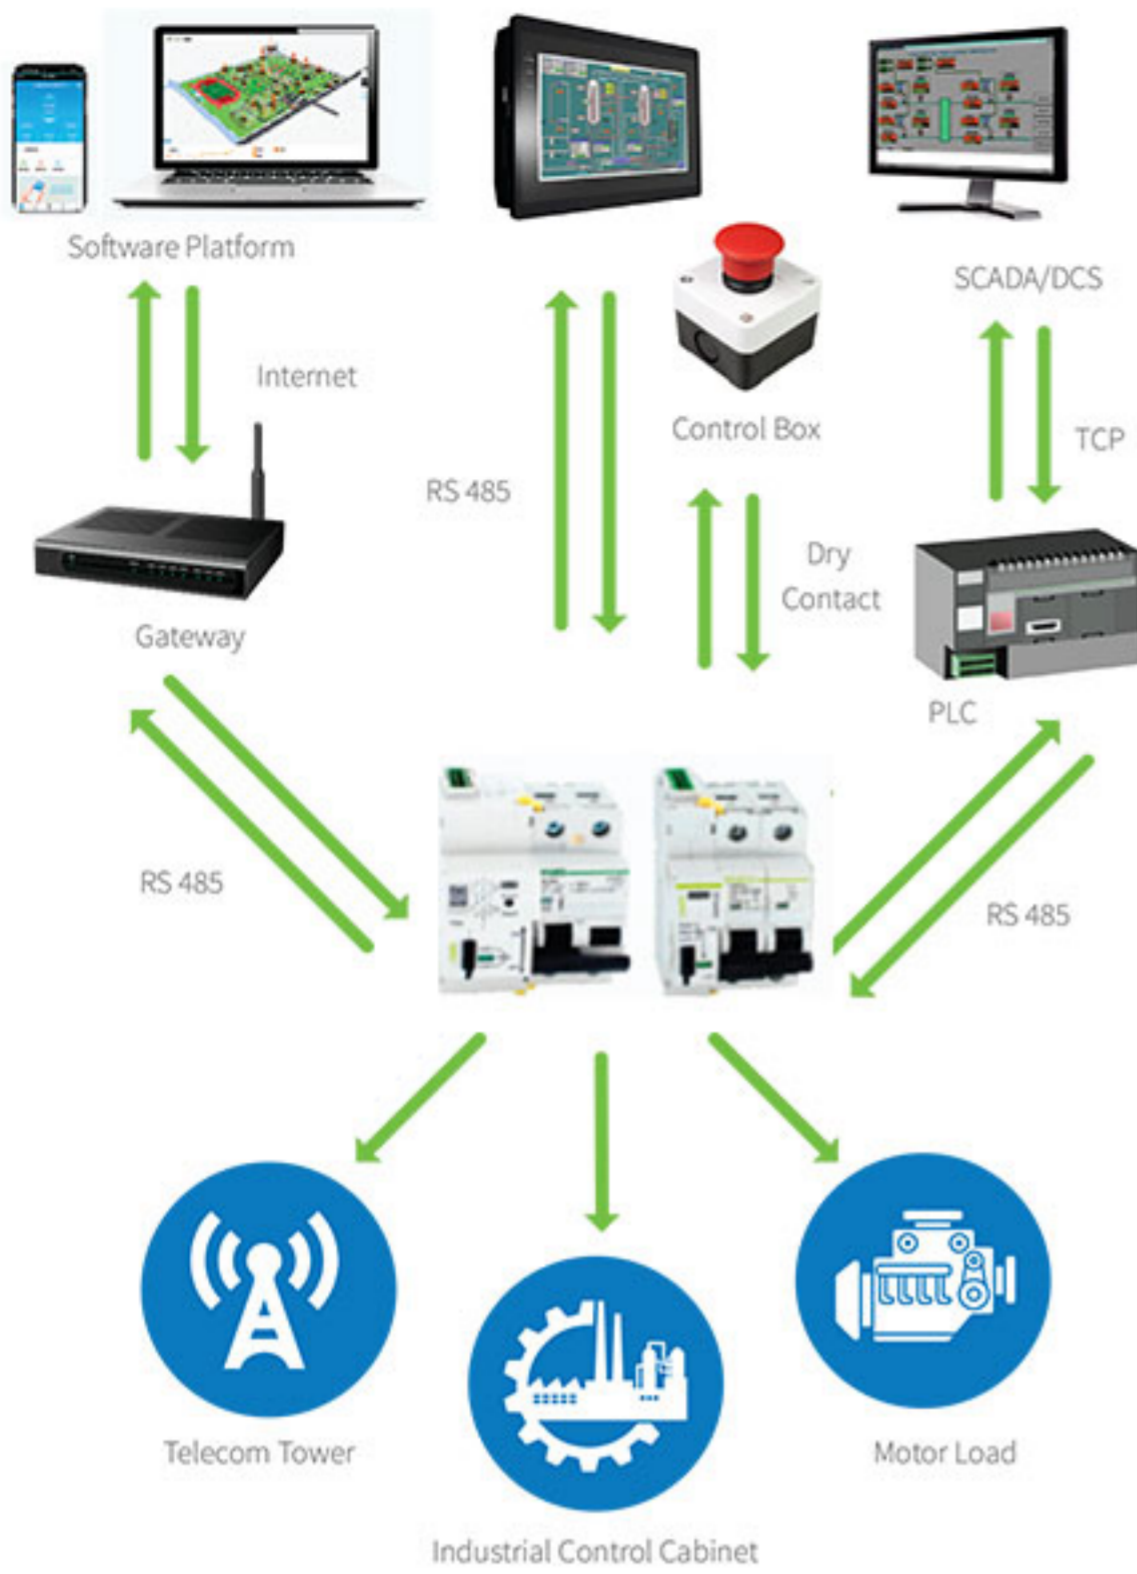 Software Platform
SCADA/DCS
Internet
Control Box
TCP
RS 485
Dry
Contact
Gateway
PLC
RS 485
RS 485
Telecom Tower
Motor Load
Industrial Control Cabinet